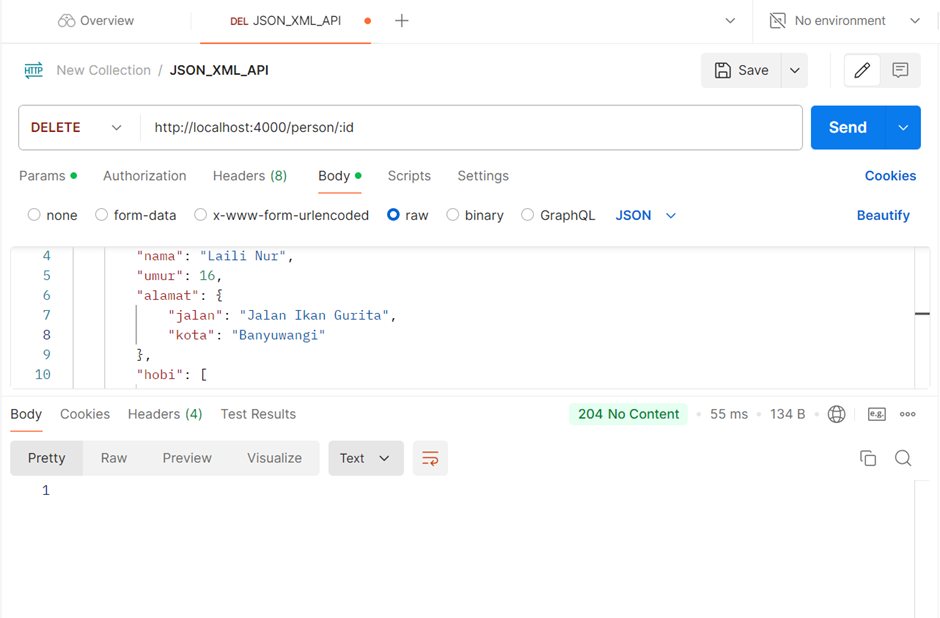 Overview DEL JSON_XML_API No environment
HTTP New Collection / JSON_XML_API Save
DELETE http://localhost:4000/person/:id Send
Params Authorization Headers (8) Body Scripts Settings Cookies
none form-data x-www-form-urlencoded raw binary GraphQL JSON Beautify
4 "nama": "Laili Nur",
5 "umur": 16,
6 "alamat": {
7 "jalan": "Jalan Ikan Gurita",
8 "kota": "Banyuwangi"
9 },
10 "hobi": [
Body Cookies Headers (4) Test Results 204 No Content 55 ms 134 B e.g.
Pretty Raw Preview Visualize Text
1